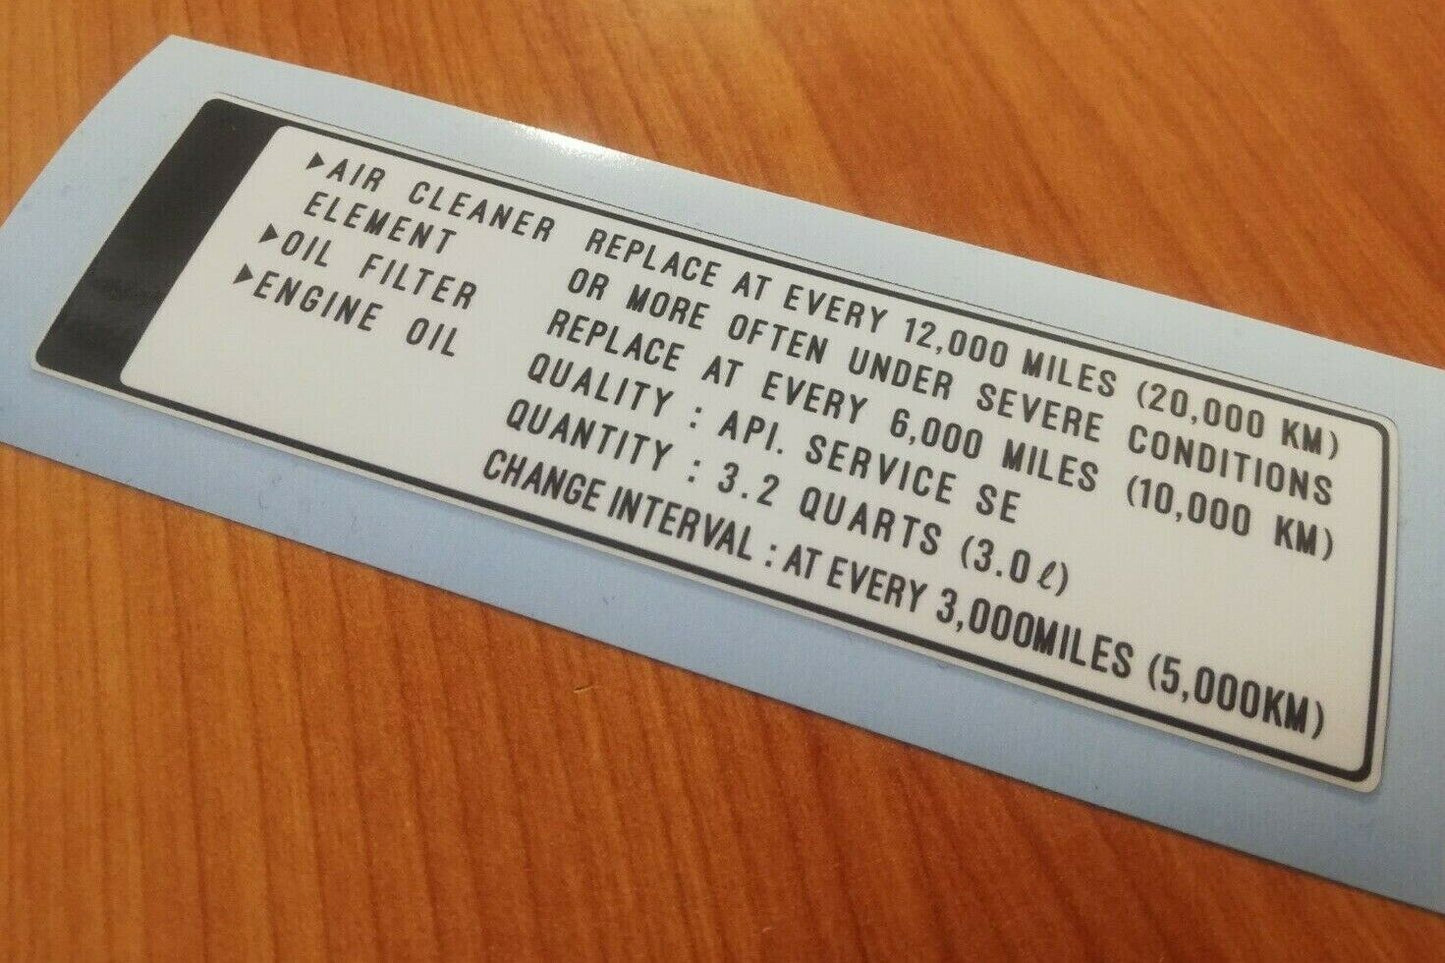 ▶AIR CLEANER REPLACE AT EVERY 12,000 MILES (20,000 KM)
ELEMENT OR MORE OFTEN UNDER SEVERE CONDITIONS
▶OIL FILTER REPLACE AT EVERY 6,000 MILES (10,000 KM)
▶ENGINE OIL QUALITY : API. SERVICE SE
QUANTITY : 3.2 QUARTS (3.0 ℓ)
CHANGE INTERVAL : AT EVERY 3,000MILES (5,000KM)